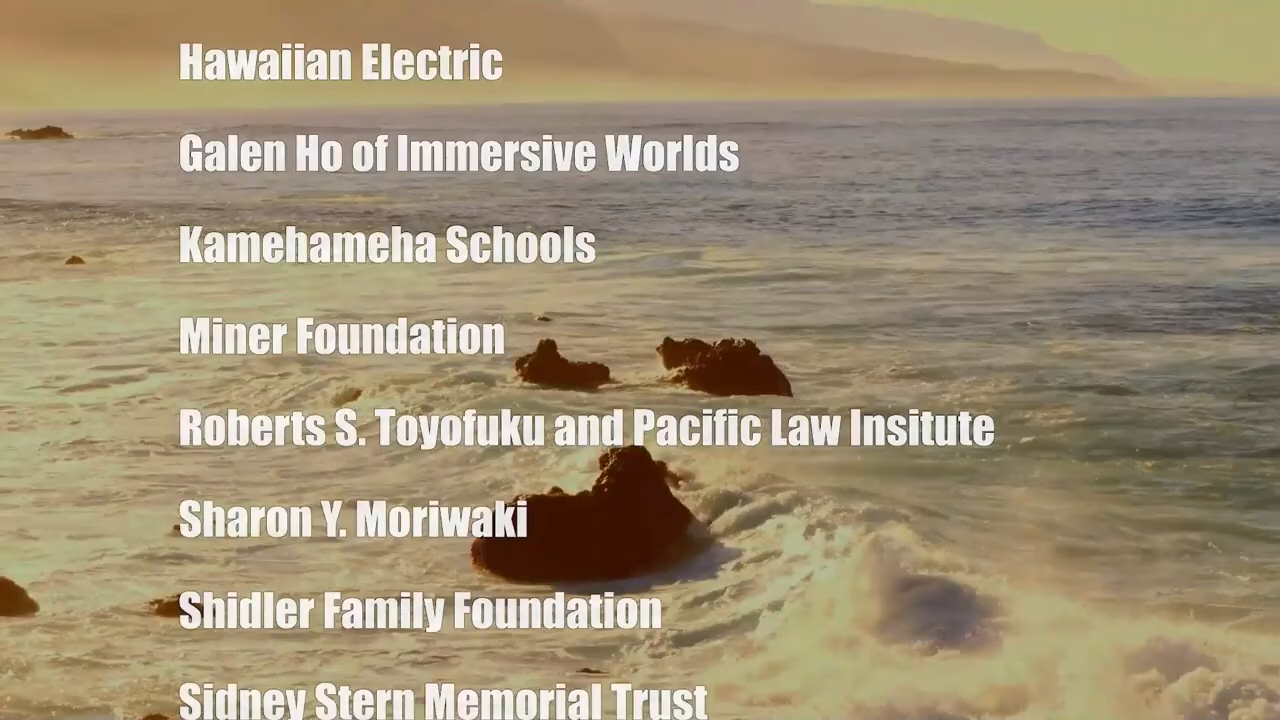 Hawaiian Electric
Galen Ho of Immersive Worlds
Kamehameha Schools
Miner Foundation
Roberts S. Toyofuku and Pacific Law Insitute
Sharon Y. Moriwaki
Shidler Family Foundation
Sidney Stern Memorial Trust